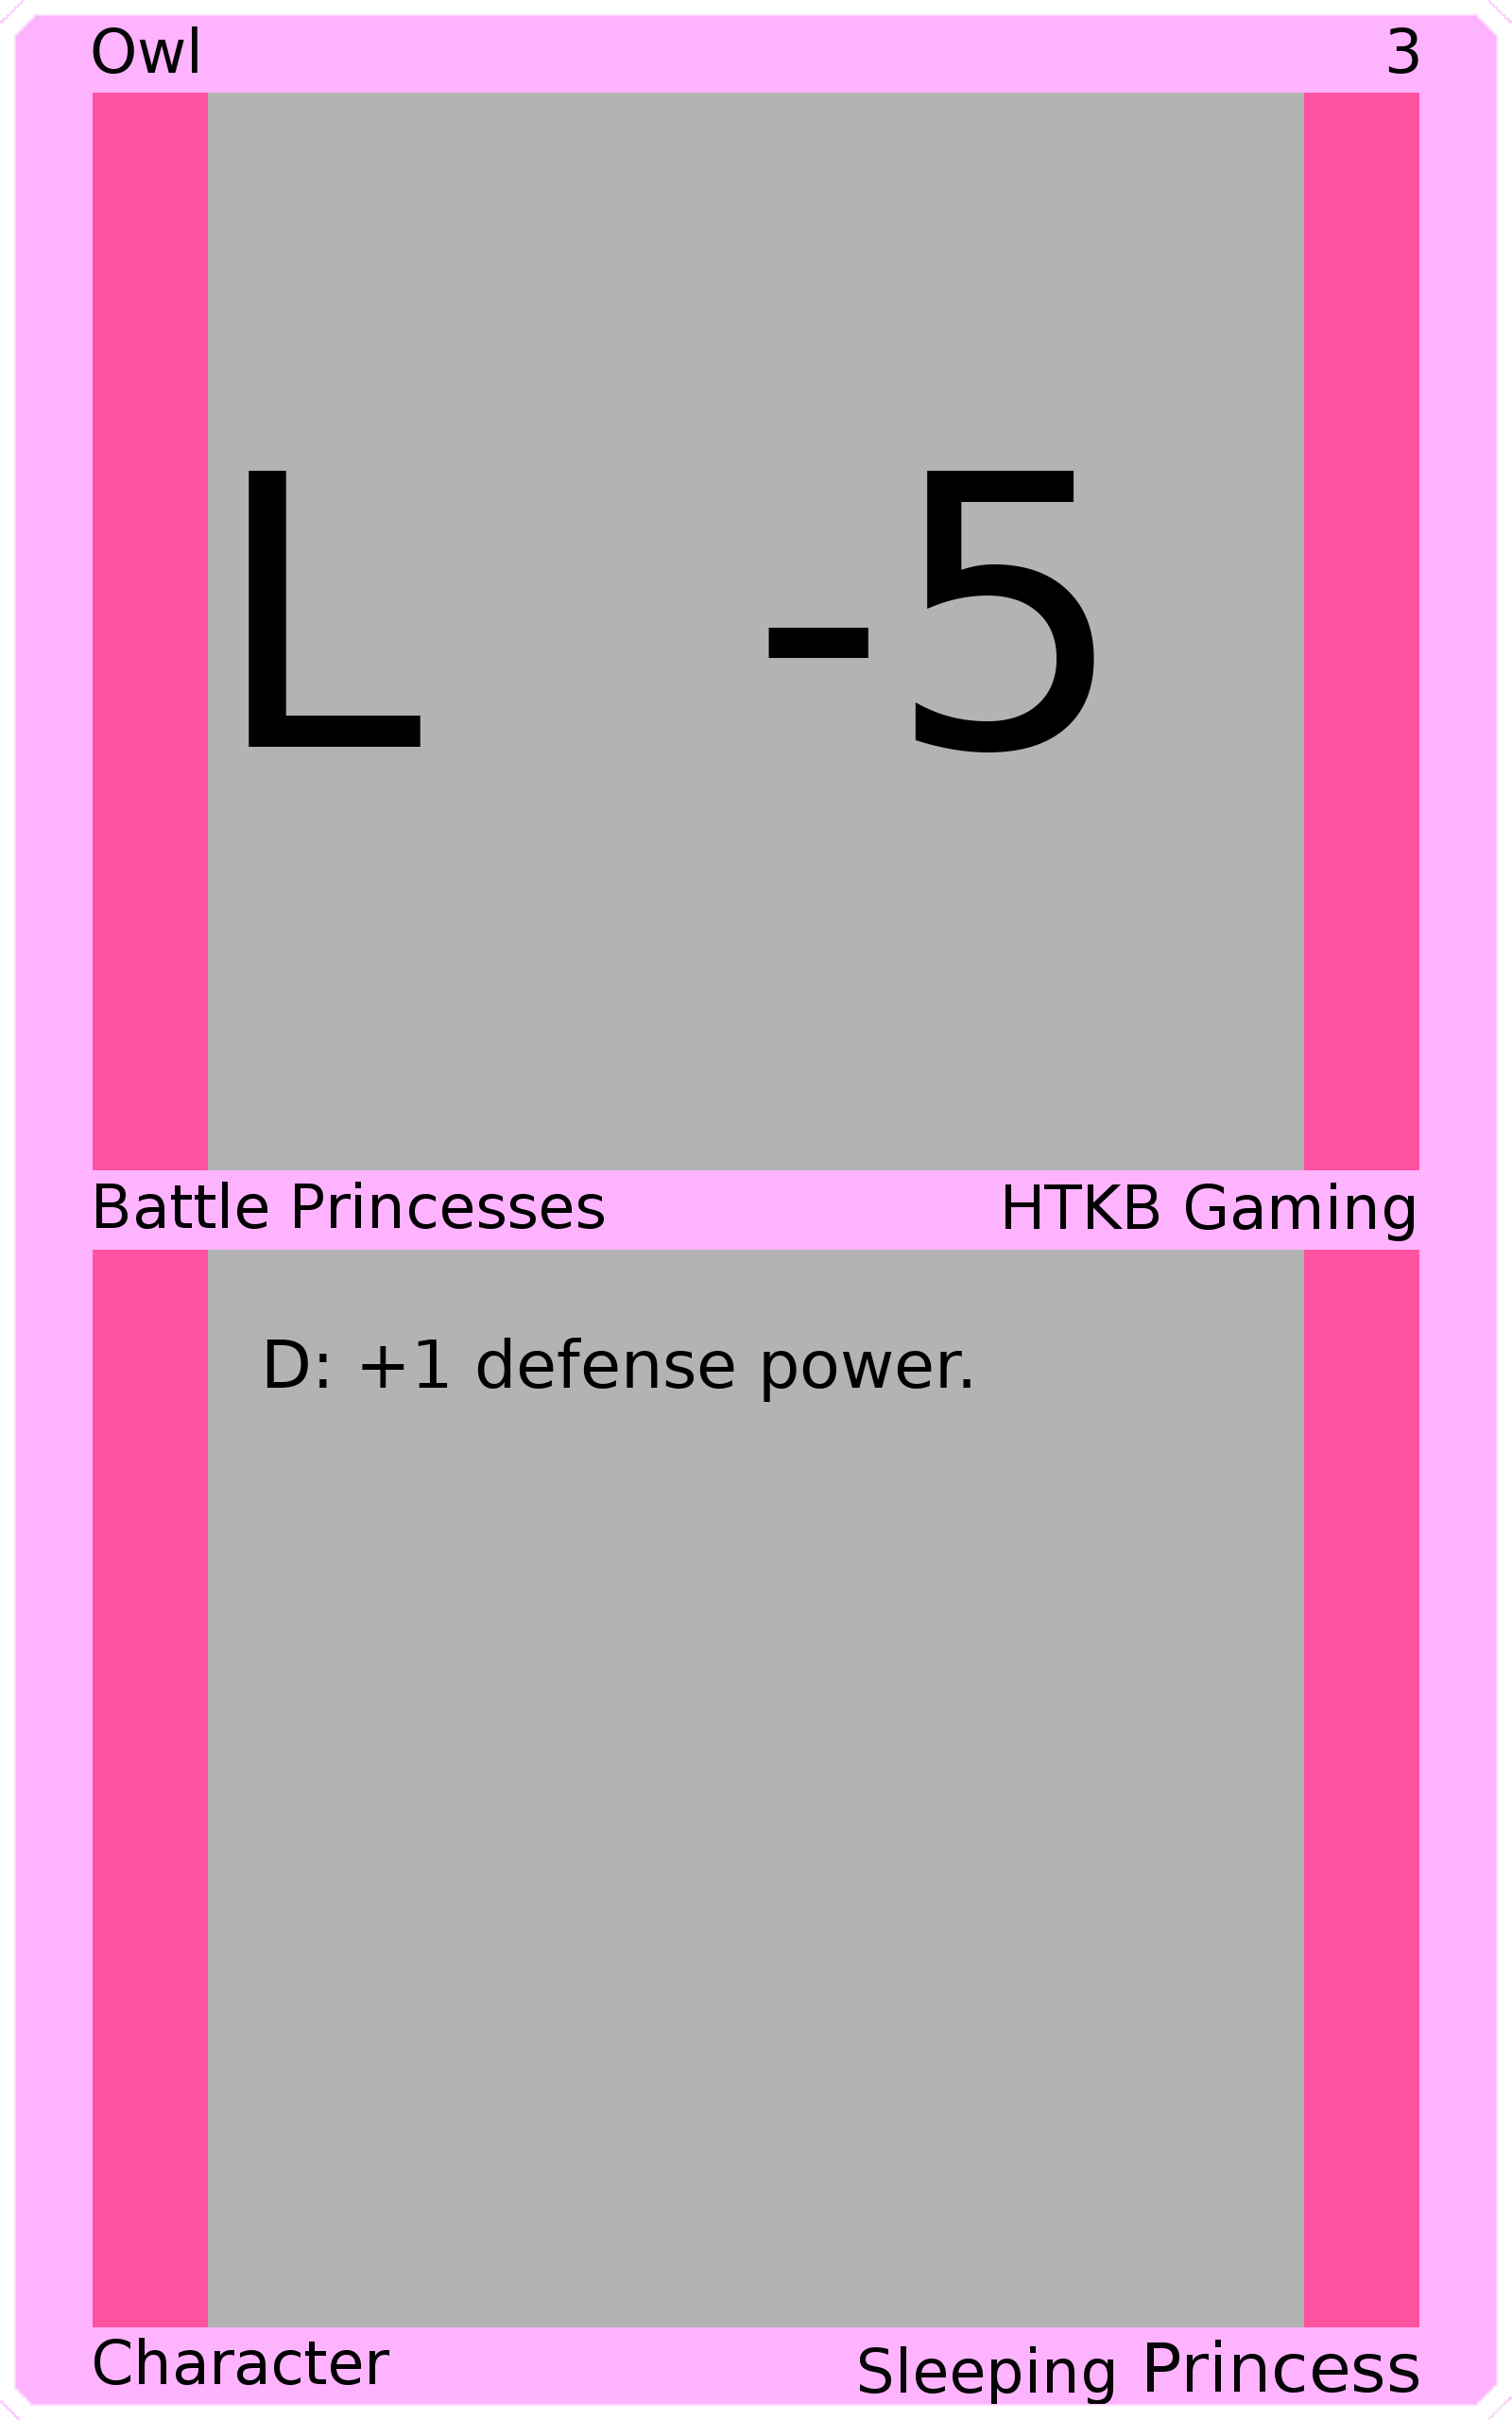 Owl 3
L -5
Battle Princesses HTKB Gaming
D: +1 defense power.
Character Sleeping Princess